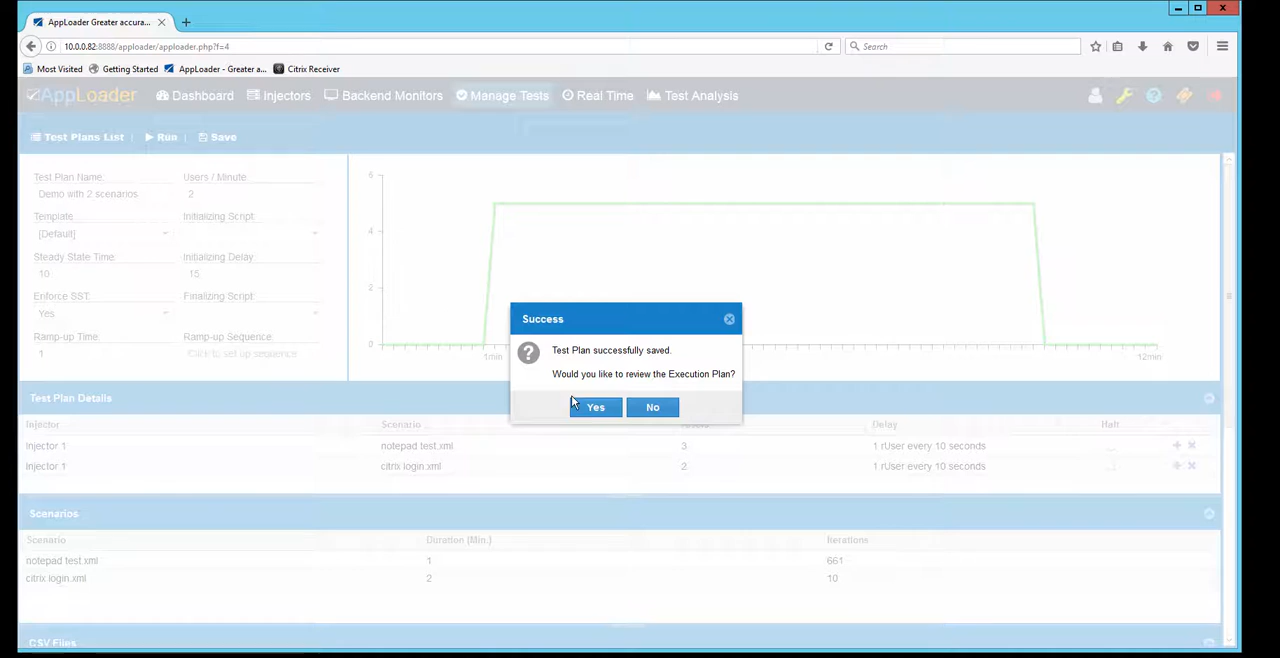 AppLoader Greater accura...
10.0.0.82:8888/apploader/apploader.php?f=4
Search
Most Visited Getting Started AppLoader - Greater a... Citrix Receiver
AppLoader Dashboard Injectors Backend Monitors Manage Tests Real Time Test Analysis
Test Plans List Run Save
Test Plan Name: Users / Minute:
Demo with 2 scenarios 2
Template Initializing Script:
[Default]
Steady State Time: Initializing Delay:
10 15
Enforce SST: Finalizing Script:
Yes
Ramp-up Time: Ramp-up Sequence:
1 Click to set up sequence
6
4
2
0
1min 12min
Success
Test Plan successfully saved.
Would you like to review the Execution Plan?
Yes No
Test Plan Details
Injector Scenario Delay Halt
Injector 1 notepad test.xml 3 1 rUser every 10 seconds
Injector 1 citrix login.xml 2 1 rUser every 10 seconds
Scenarios
Scenario Duration (Min.) Iterations
notepad test.xml 1 661
citrix login.xml 2 10
CSV Files